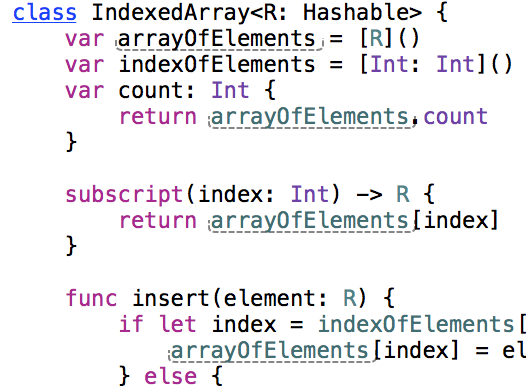 class IndexedArray<R: Hashable> {
    var arrayOfElements = [R]()
    var indexOfElements = [Int: Int]()
    var count: Int {
        return arrayOfElements.count
    }

    subscript(index: Int) -> R {
        return arrayOfElements[index]
    }

    func insert(element: R) {
        if let index = indexOfElements[
            arrayOfElements[index] = el
        } else {